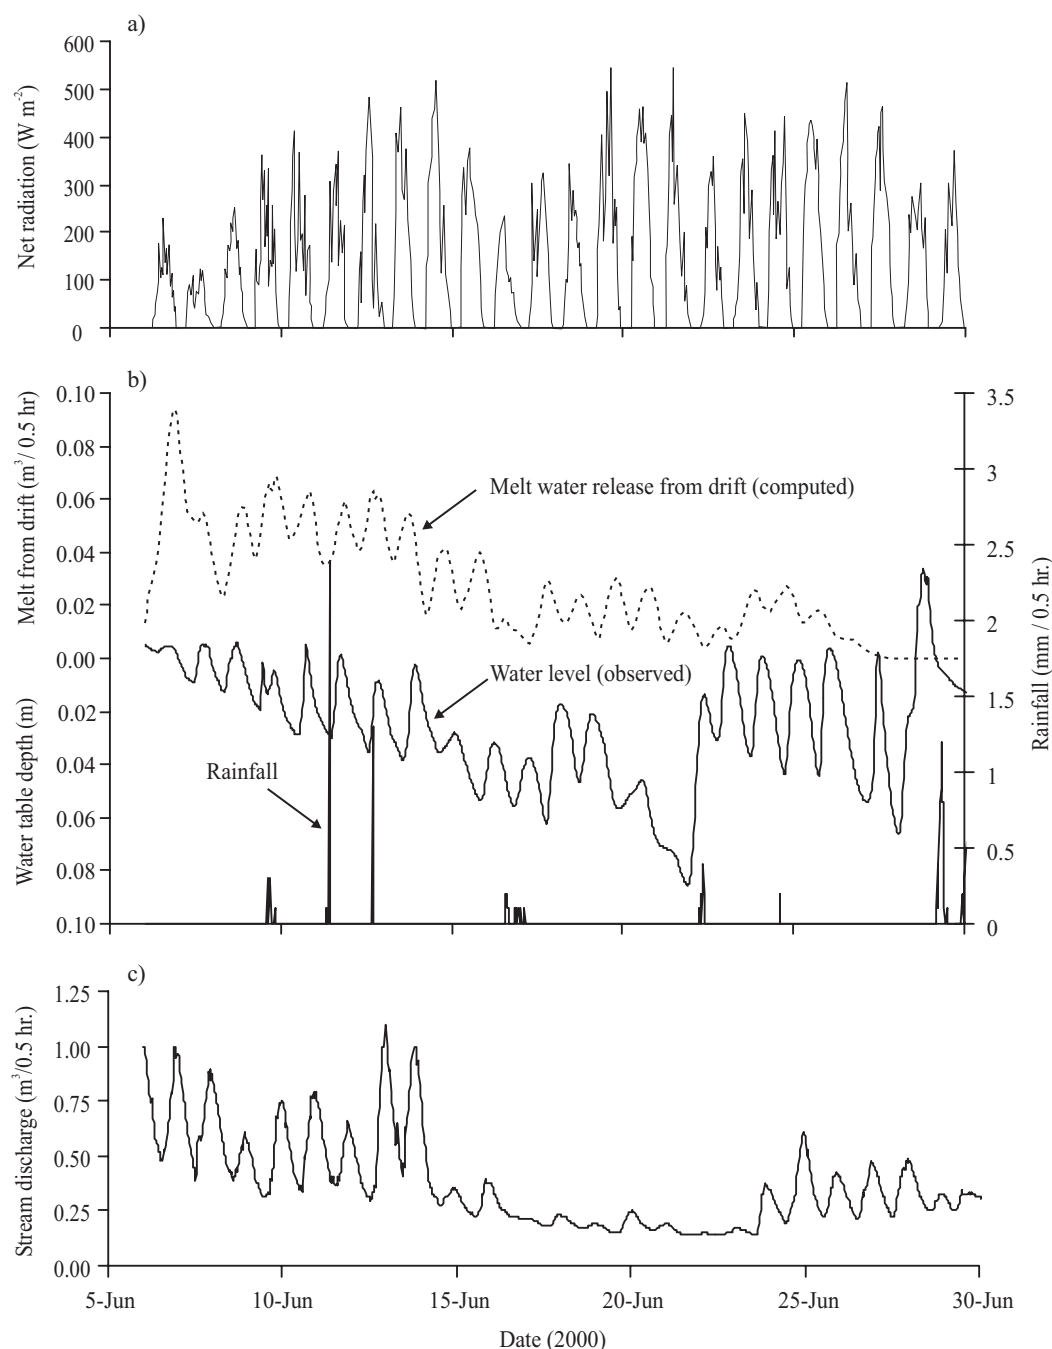 a)
Net radiation (W m-2)
600
500
400
300
200
100
0
b)
Melt from drift (m3/ 0.5 hr)
Water table depth (m)
0.10
0.08
0.06
0.04
0.02
0.00
0.02
0.04
0.06
0.08
0.10
Melt water release from drift (computed)
Water level (observed)
Rainfall
3.5
3
2.5
2
1.5
1
0.5
0
Rainfall (mm / 0.5 hr.)
c)
Stream discharge (m3/0.5 hr.)
1.25
1.00
0.75
0.50
0.25
0.00
5-Jun 10-Jun 15-Jun 20-Jun 25-Jun 30-Jun
Date (2000)